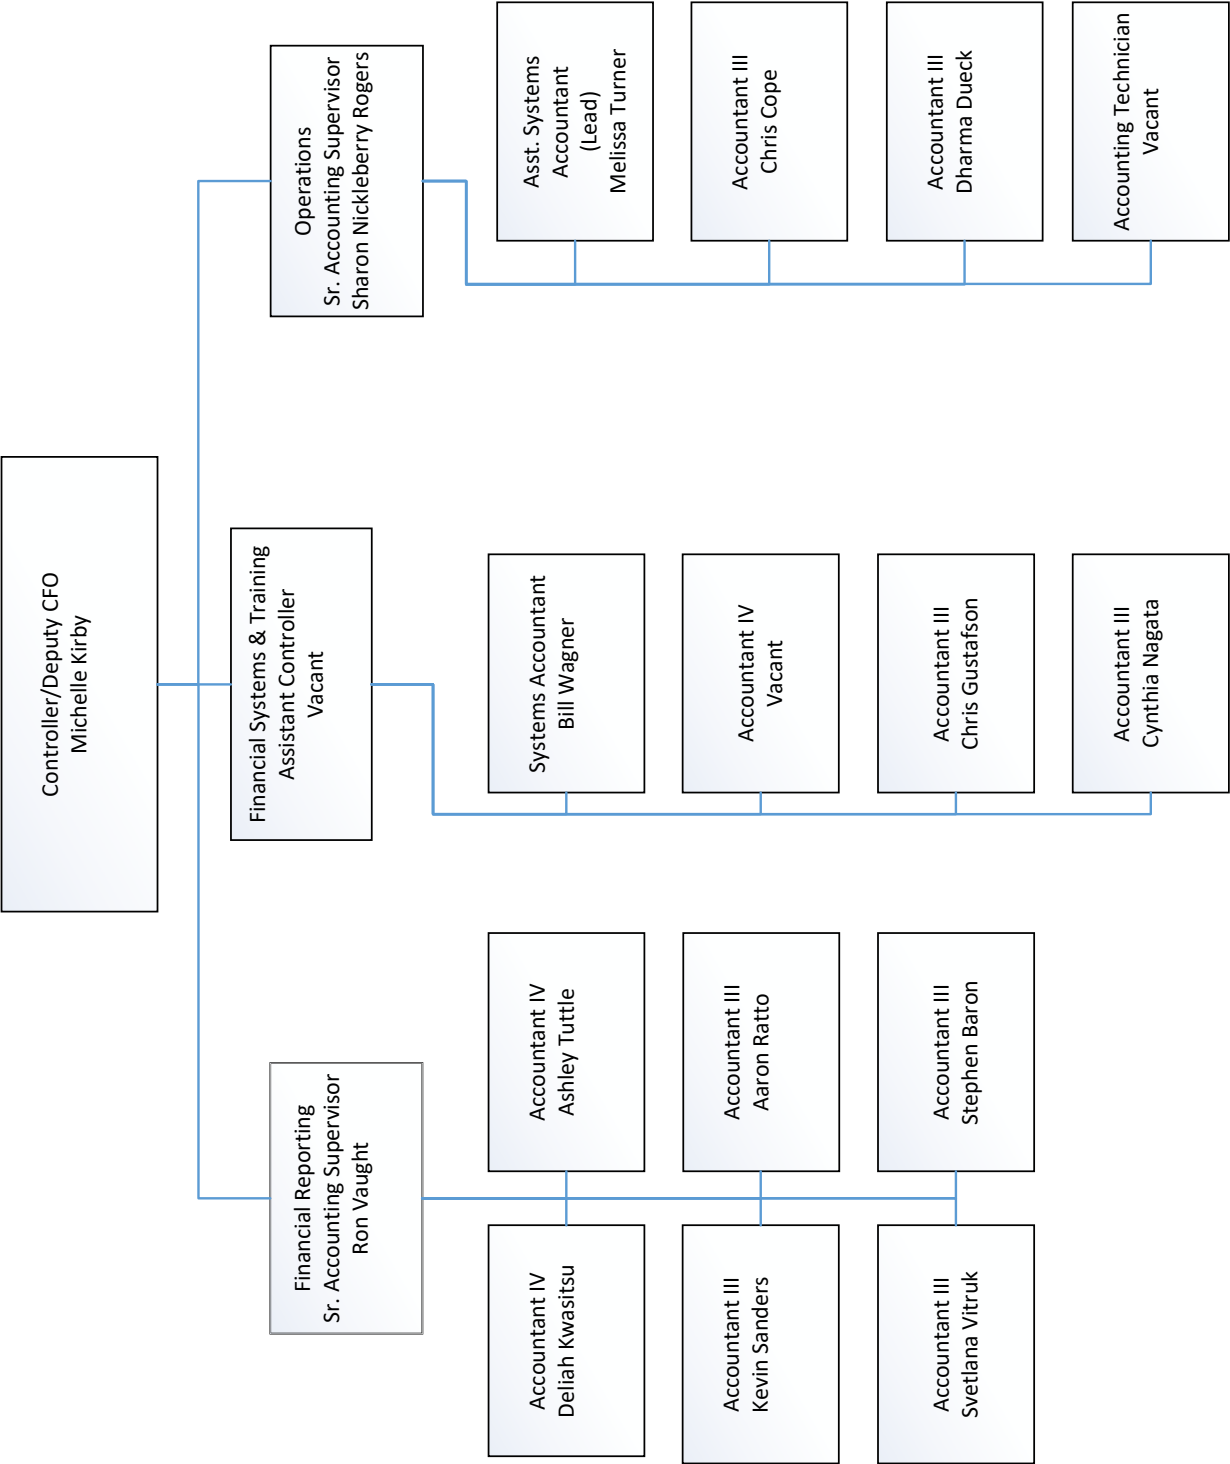 Controller/Deputy CFO
Michelle Kirby
Financial Reporting
Sr. Accounting Supervisor
Ron Vaught
Financial Systems & Training
Assistant Controller
Vacant
Operations
Sr. Accounting Supervisor
Sharon Nickleberry Rogers
Accountant IV
Deliah Kwasitsu
Accountant IV
Ashley Tuttle
Systems Accountant
Bill Wagner
Asst. Systems
Accountant
(Lead)
Melissa Turner
Accountant III
Kevin Sanders
Accountant III
Aaron Ratto
Accountant IV
Vacant
Accountant III
Chris Cope
Accountant III
Svetlana Vitruk
Accountant III
Stephen Baron
Accountant III
Chris Gustafson
Accountant III
Dharma Dueck
Accountant III
Cynthia Nagata
Accounting Technician
Vacant